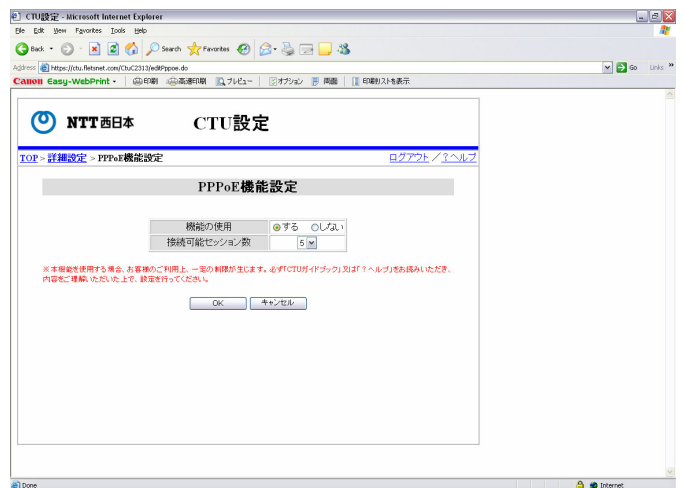 CTU設定 - Microsoft Internet Explorer
File Edit View Favorites Tools Help
Back Search Favorites
Address https://ctu.fletsnet.com/CtuC2313/editPppoe.do Go Links »
Canon Easy-WebPrint 印刷 高速印刷 プレビュー オプション 両面 印刷リストを表示
NTT西日本 CTU設定
TOP > 詳細設定 > PPPoE機能設定 ログアウト / ?ヘルプ
PPPoE機能設定
機能の使用 する しない
接続可能セッション数 5
※本機能を使用する場合、お客様のご利用上、一定の制限が生じます。必ず「CTUガイドブック」又は「?ヘルプ」をお読みいただき、
内容をご理解いただいた上で、設定を行ってください。
OK キャンセル
Done Internet